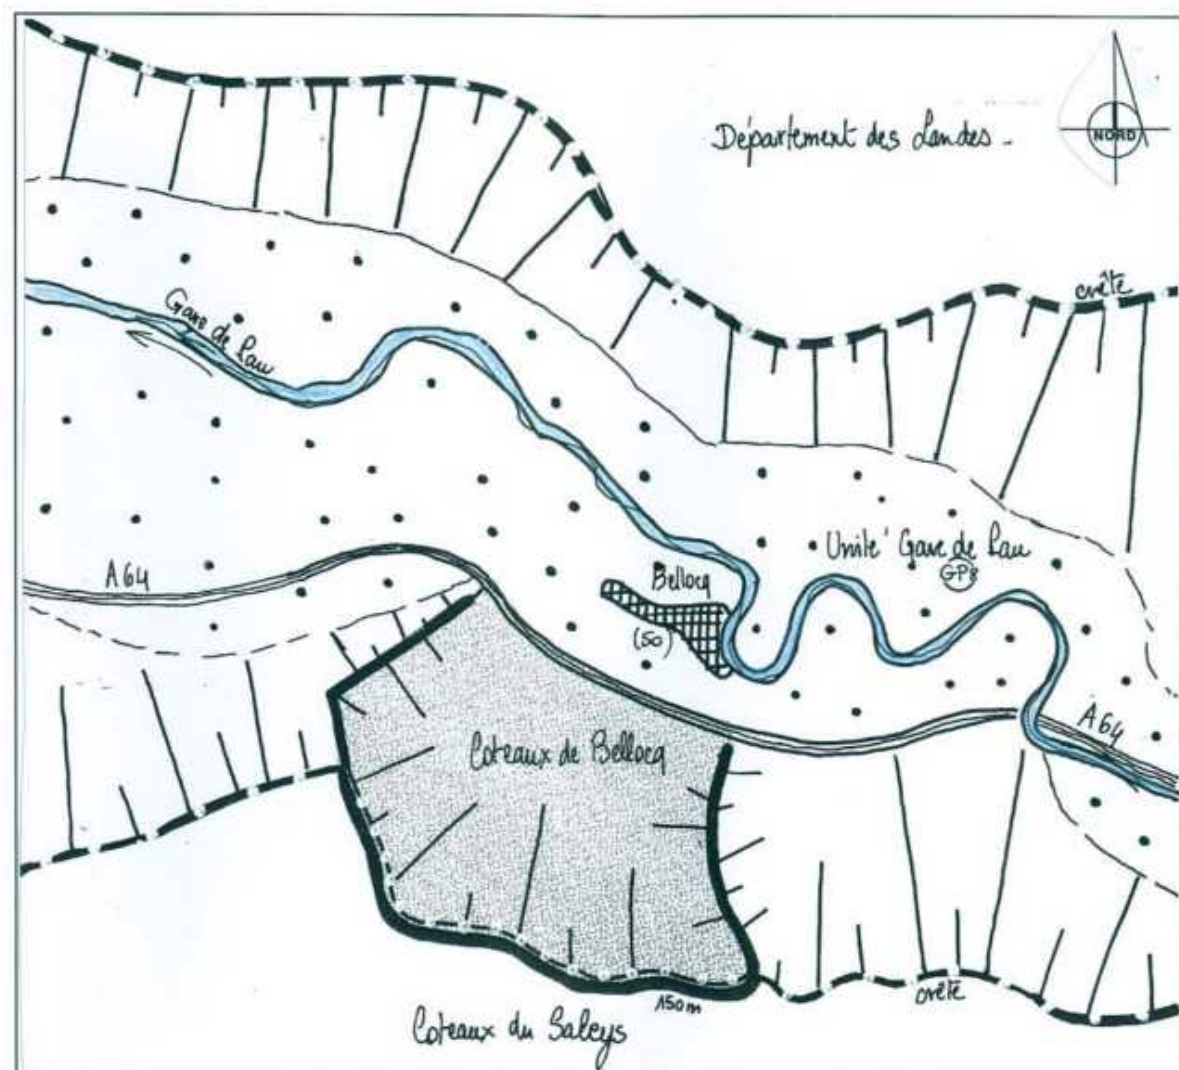 Département des Landes -
NORD
crête
Gave de Pau
A64
Unité Gave de Pau
GP8
Bellocq
(50)
A64
Coteaux de Bellocq
150m
crête
Coteaux du Saleys